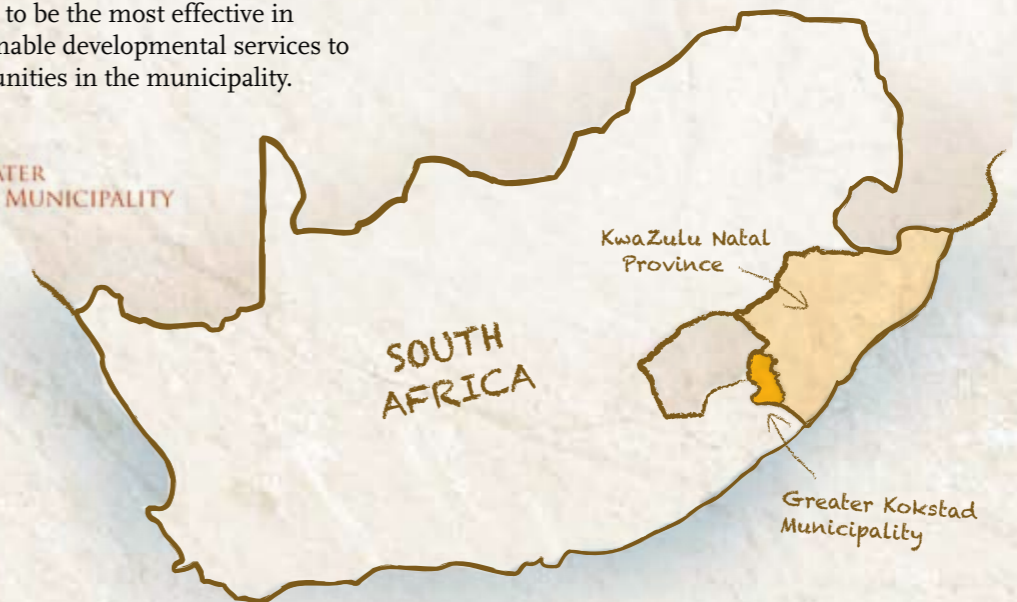 to be the most effective in
nable developmental services to
unities in the municipality.
ATER
MUNICIPALITY
KwaZulu Natal
Province
SOUTH
AFRICA
Greater Kokstad
Municipality